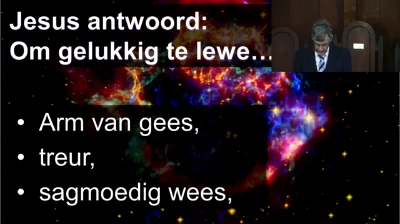 Jesus antwoord:
Om gelukkig te lewe…
• Arm van gees,
• treur,
• sagmoedig wees,